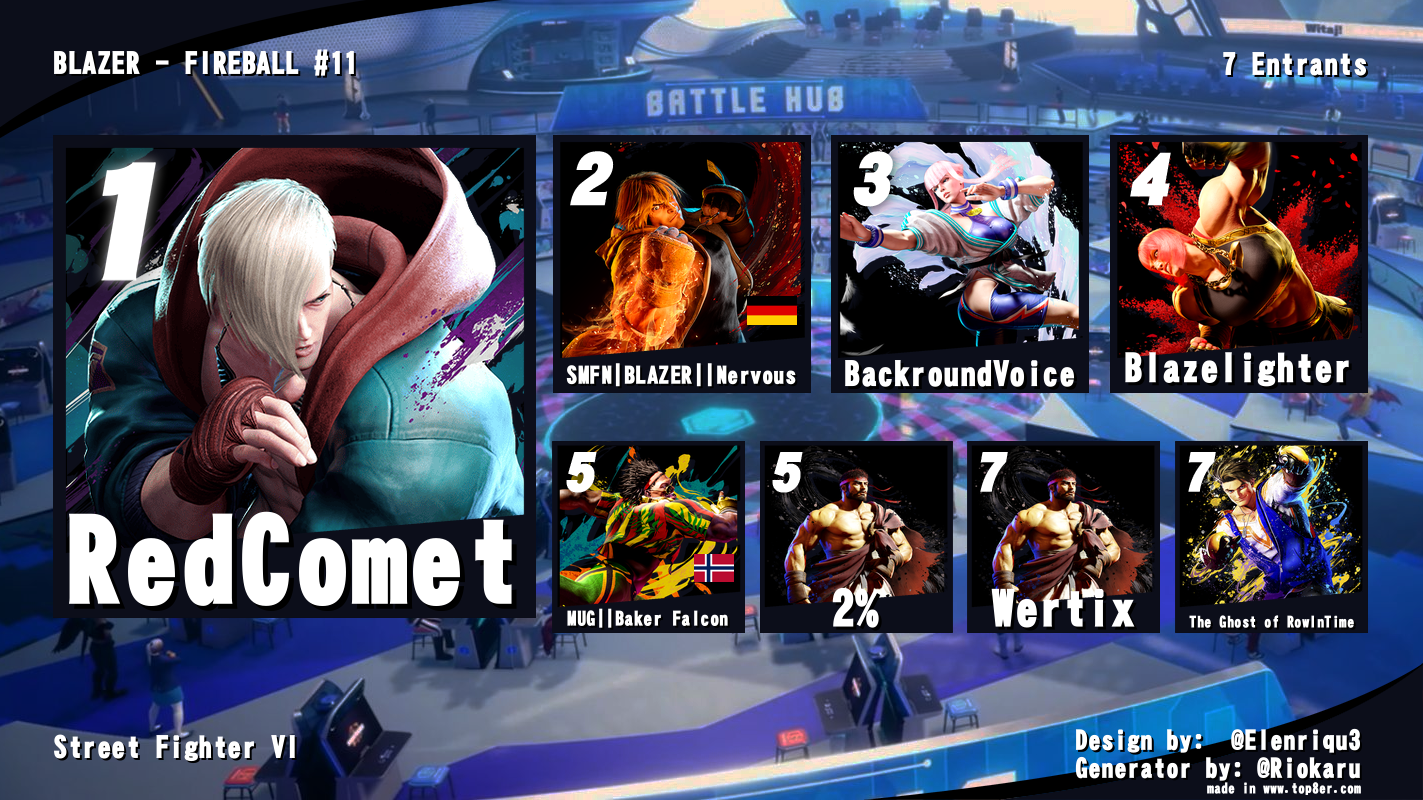 BLAZER - FIREBALL #11
7 Entrants
Witaj!
BATTLE HUB
1
RedComet
2
SMFN|BLAZER||Nervous
3
BackroundVoice
4
Blazelighter
5
MUG||Baker Falcon
5
2%
7
Wertix
7
The Ghost of RowInTime
Street Fighter VI
Design by: @Elenriqu3
Generator by: @Riokaru
made in www.top8er.com